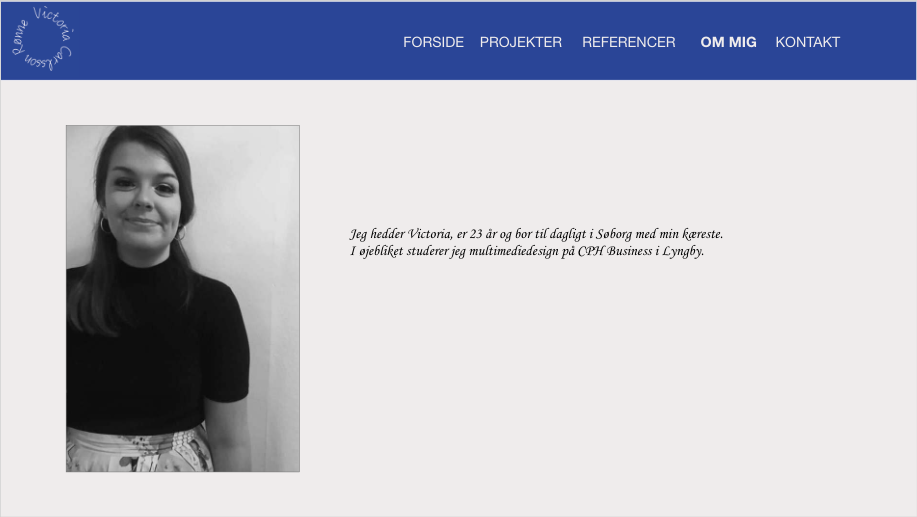 Victoria Carlsson Rønne
FORSIDE PROJEKTER REFERENCER OM MIG KONTAKT
Jeg hedder Victoria, er 23 år og bor til dagligt i Søborg med min kæreste.
I øjebliket studerer jeg multimediedesign på CPH Business i Lyngby.